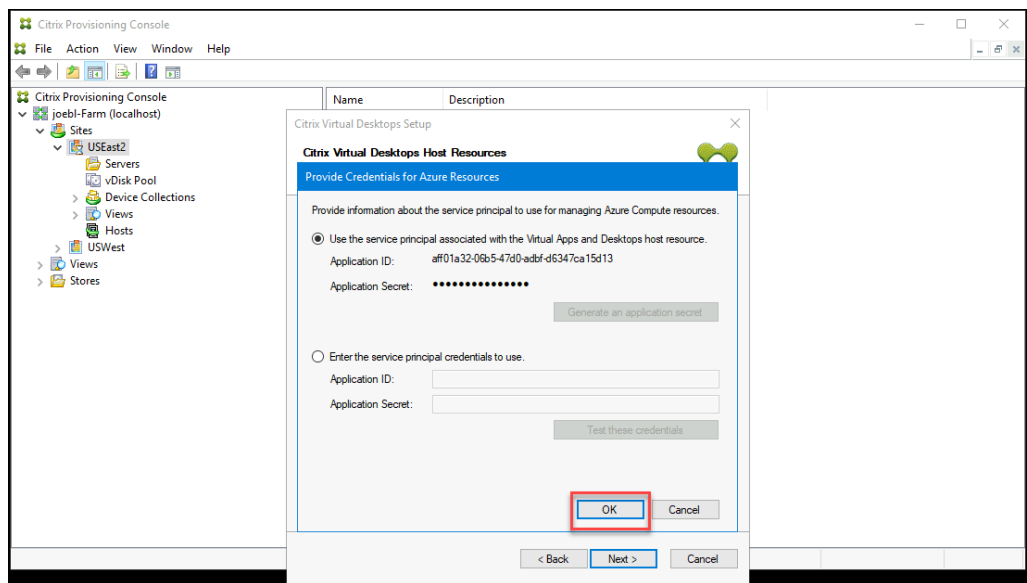 Citrix Provisioning Console
File Action View Window Help
Citrix Provisioning Console
joebl-Farm (localhost)
Sites
USEast2
Servers
vDisk Pool
Device Collections
Views
Hosts
USWest
Views
Stores
Name Description
Citrix Virtual Desktops Setup
Citrix Virtual Desktops Host Resources
Provide Credentials for Azure Resources
Provide information about the service principal to use for managing Azure Compute resources.
Use the service principal associated with the Virtual Apps and Desktops host resource.
Application ID: aff01a32-06b5-47d0-adbf-d6347ca15d13
Application Secret: •••••••••••••••
Generate an application secret
Enter the service principal credentials to use.
Application ID:
Application Secret:
Test these credentials
OK Cancel
< Back Next > Cancel